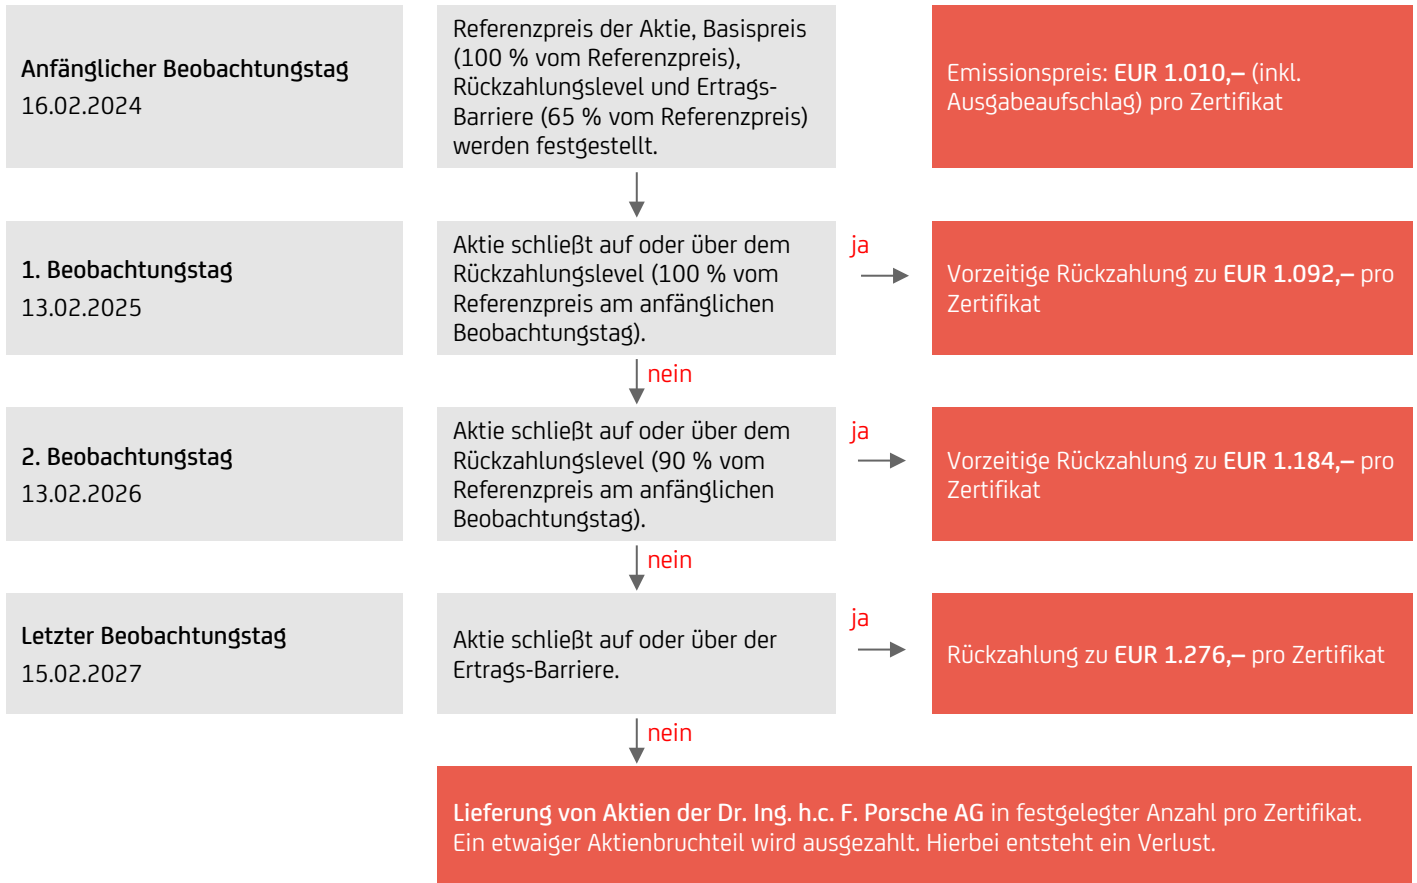 Anfänglicher Beobachtungstag
16.02.2024
Referenzpreis der Aktie, Basispreis
(100 % vom Referenzpreis),
Rückzahlungslevel und Ertrags-
Barriere (65 % vom Referenzpreis)
werden festgestellt.
Emissionspreis: EUR 1.010,– (inkl.
Ausgabeaufschlag) pro Zertifikat
1. Beobachtungstag
13.02.2025
Aktie schließt auf oder über dem
Rückzahlungslevel (100 % vom
Referenzpreis am anfänglichen
Beobachtungstag).
ja
Vorzeitige Rückzahlung zu EUR 1.092,– pro
Zertifikat
nein
2. Beobachtungstag
13.02.2026
Aktie schließt auf oder über dem
Rückzahlungslevel (90 % vom
Referenzpreis am anfänglichen
Beobachtungstag).
ja
Vorzeitige Rückzahlung zu EUR 1.184,– pro
Zertifikat
nein
Letzter Beobachtungstag
15.02.2027
Aktie schließt auf oder über der
Ertrags-Barriere.
ja
Rückzahlung zu EUR 1.276,– pro Zertifikat
nein
Lieferung von Aktien der Dr. Ing. h.c. F. Porsche AG in festgelegter Anzahl pro Zertifikat.
Ein etwaiger Aktienbruchteil wird ausgezahlt. Hierbei entsteht ein Verlust.